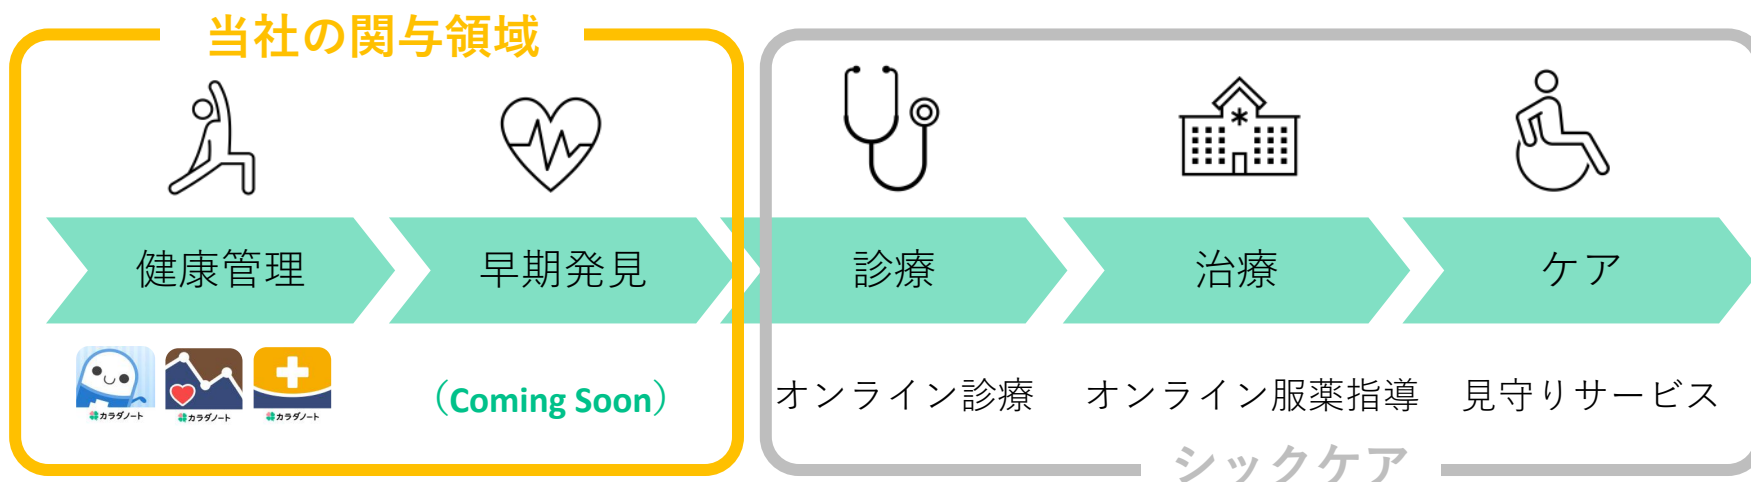 当社の関与領域
健康管理
早期発見
診療
治療
ケア
カラダノート
カラダノート
カラダノート
（Coming Soon）
オンライン診療
オンライン服薬指導
見守りサービス
シックケア